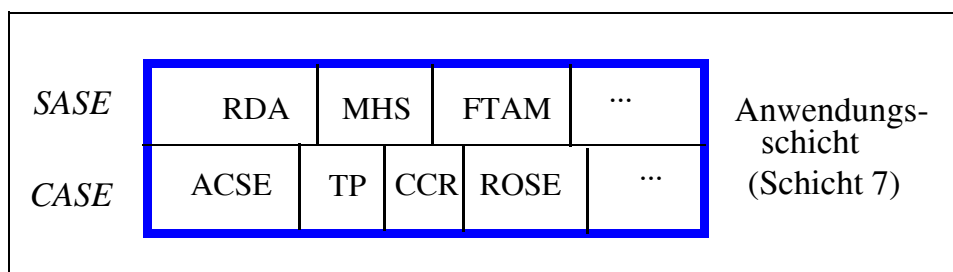 SASE RDA MHS FTAM ...
CASE ACSE TP CCR ROSE ...
Anwendungs-
schicht
(Schicht 7)